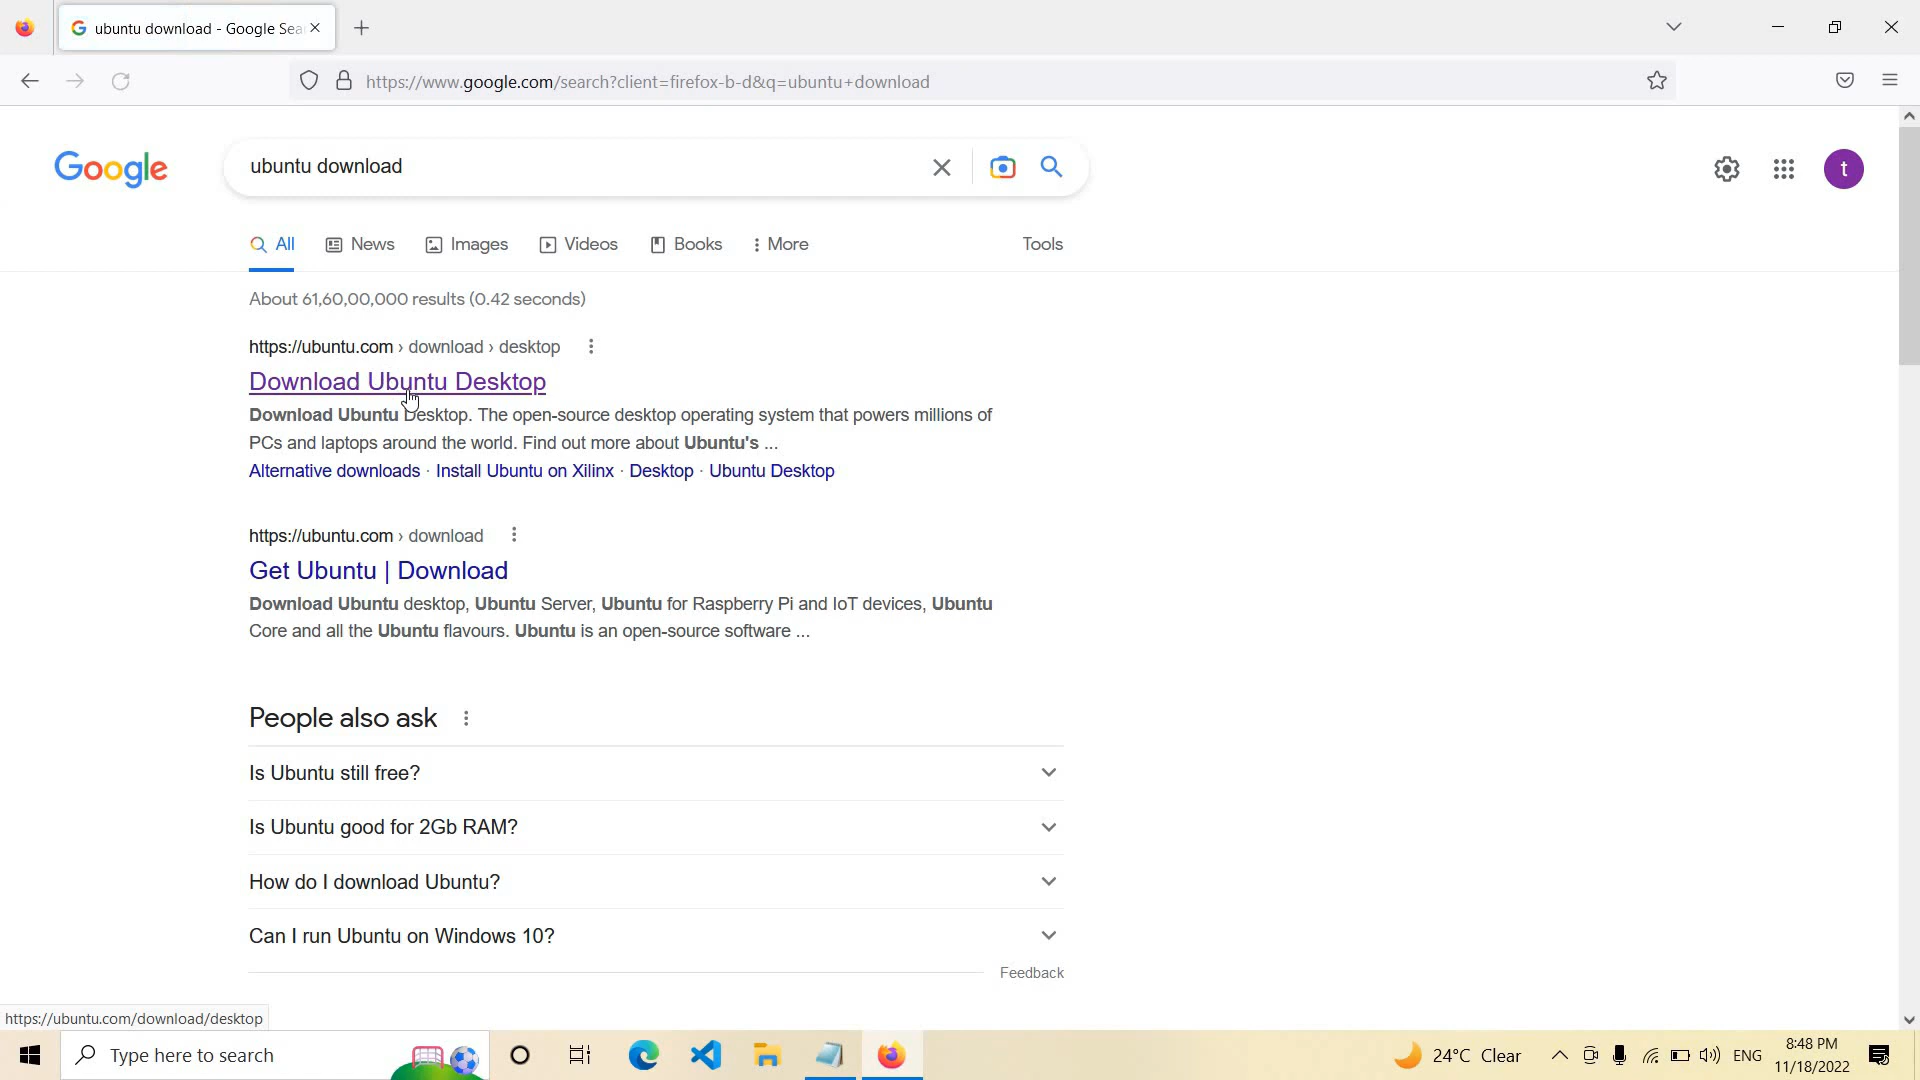 ubuntu download - Google Sea
https://www.google.com/search?client=firefox-b-d&q=ubuntu+download
Google
ubuntu download
t
All News Images Videos Books More Tools
About 61,60,00,000 results (0.42 seconds)
https://ubuntu.com › download › desktop
Download Ubuntu Desktop
Download Ubuntu Desktop. The open-source desktop operating system that powers millions of
PCs and laptops around the world. Find out more about Ubuntu's ...
Alternative downloads · Install Ubuntu on Xilinx · Desktop · Ubuntu Desktop
https://ubuntu.com › download
Get Ubuntu | Download
Download Ubuntu desktop, Ubuntu Server, Ubuntu for Raspberry Pi and IoT devices, Ubuntu
Core and all the Ubuntu flavours. Ubuntu is an open-source software ...
People also ask
Is Ubuntu still free?
Is Ubuntu good for 2Gb RAM?
How do I download Ubuntu?
Can I run Ubuntu on Windows 10?
Feedback
https://ubuntu.com/download/desktop
Type here to search
24°C Clear
ENG
8:48 PM
11/18/2022